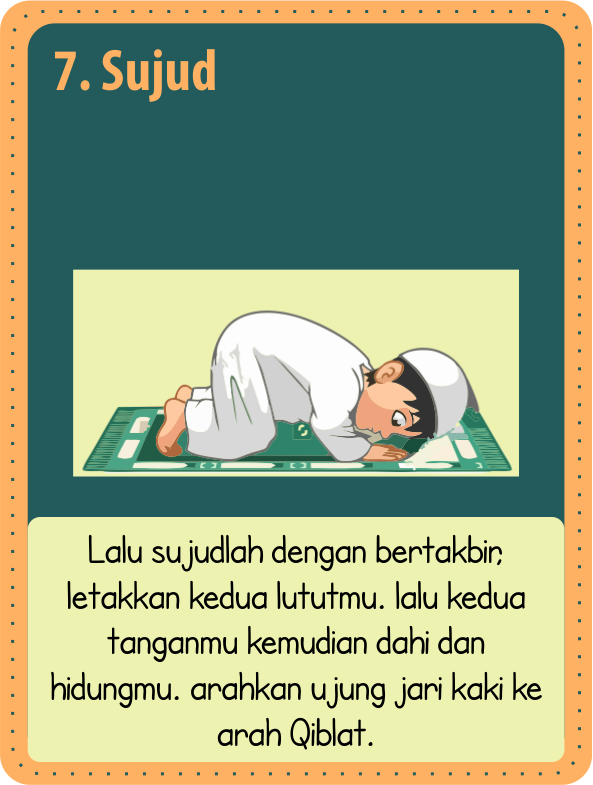 7. Sujud
Lalu sujudlah dengan bertakbir,
letakkan kedua lututmu. lalu kedua
tanganmu kemudian dahi dan
hidungmu. arahkan ujung jari kaki ke
arah Qiblat.